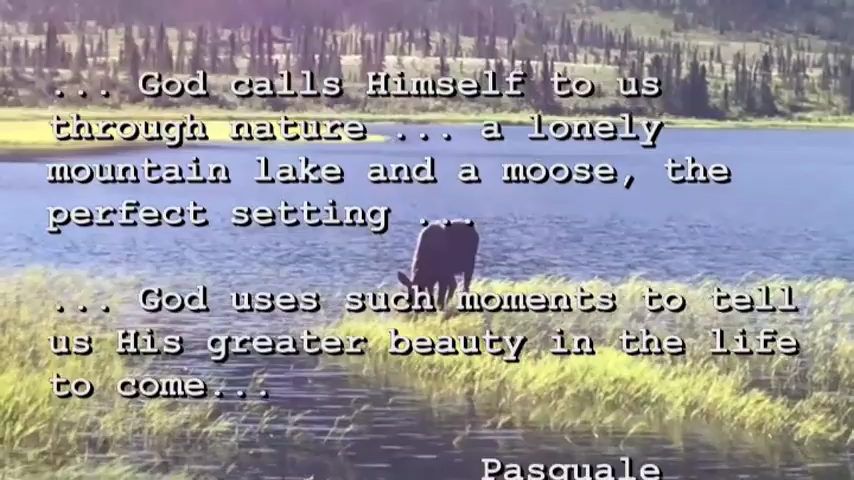 ... God calls Himself to us
through nature ... a lonely
mountain lake and a moose, the
perfect setting ...
... God uses such moments to tell
us His greater beauty in the life
to come...
Pasquale